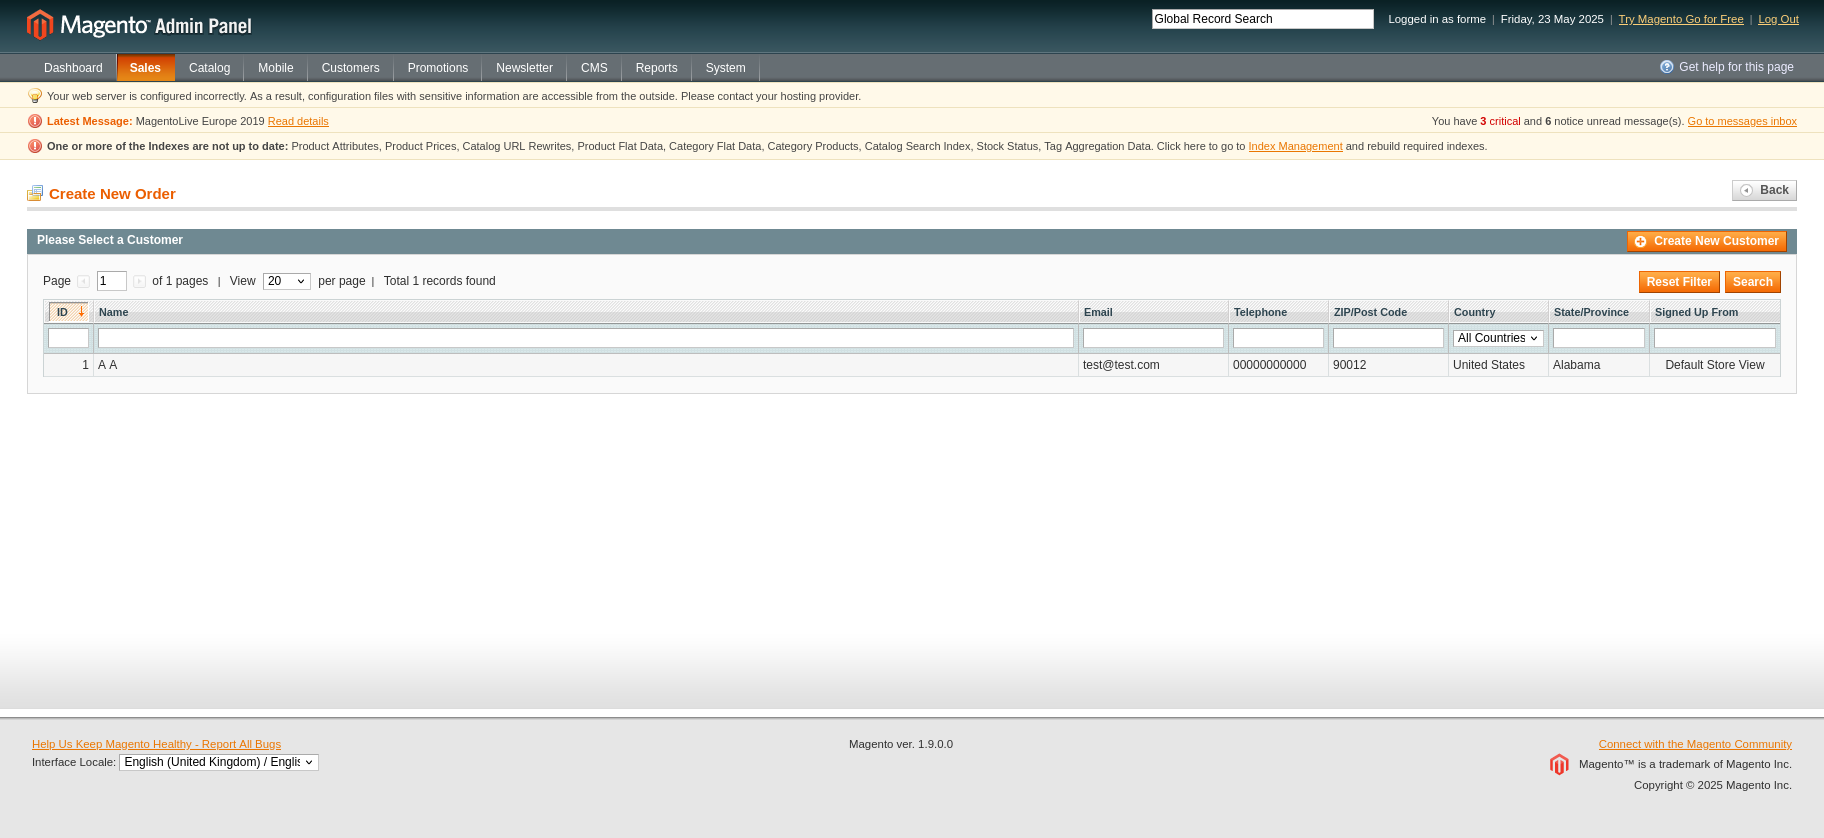 Magento™ Admin Panel
Global Record Search
Logged in as forme | Friday, 23 May 2025 | Try Magento Go for Free | Log Out
Dashboard Sales Catalog Mobile Customers Promotions Newsletter CMS Reports System
Get help for this page
Your web server is configured incorrectly. As a result, configuration files with sensitive information are accessible from the outside. Please contact your hosting provider.
Latest Message: MagentoLive Europe 2019 Read details
You have 3 critical and 6 notice unread message(s). Go to messages inbox
One or more of the Indexes are not up to date: Product Attributes, Product Prices, Catalog URL Rewrites, Product Flat Data, Category Flat Data, Category Products, Catalog Search Index, Stock Status, Tag Aggregation Data. Click here to go to Index Management and rebuild required indexes.
Create New Order
Back
Please Select a Customer
Create New Customer
Page 1 of 1 pages | View 20 per page | Total 1 records found
Reset Filter Search
ID Name Email Telephone ZIP/Post Code Country State/Province Signed Up From
All Countries
1 A A test@test.com 00000000000 90012 United States Alabama Default Store View
Help Us Keep Magento Healthy - Report All Bugs
Interface Locale: English (United Kingdom) / Englis
Magento ver. 1.9.0.0
Connect with the Magento Community
Magento™ is a trademark of Magento Inc.
Copyright © 2025 Magento Inc.